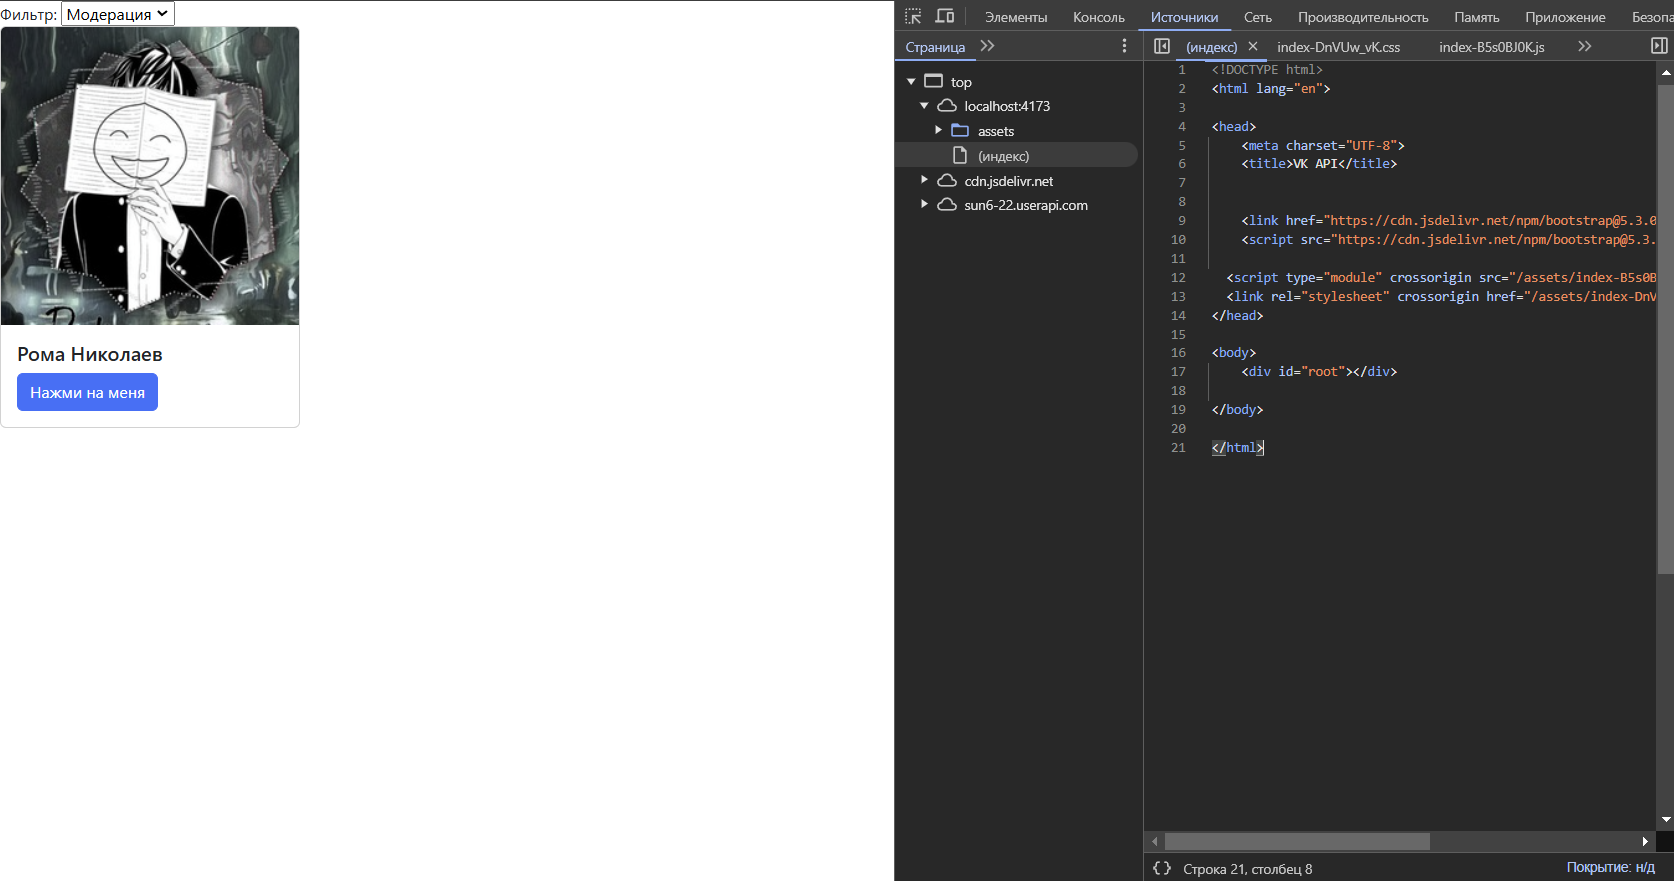 Фильтр: Модерация
Рома Николаев
Нажми на меня
Элементы Консоль Источники Сеть Производительность Память Приложение Безопа
Страница
top
localhost:4173
assets
(индекс)
cdn.jsdelivr.net
sun6-22.userapi.com
(индекс) index-DnVUw_vK.css index-B5s0BJ0K.js
1 <!DOCTYPE html>
2 <html lang="en">
3
4 <head>
5 <meta charset="UTF-8">
6 <title>VK API</title>
7
8
9 <link href="https://cdn.jsdelivr.net/npm/bootstrap@5.3.0
10 <script src="https://cdn.jsdelivr.net/npm/bootstrap@5.3.
11
12 <script type="module" crossorigin src="/assets/index-B5s0B
13 <link rel="stylesheet" crossorigin href="/assets/index-DnV
14 </head>
15
16 <body>
17 <div id="root"></div>
18
19 </body>
20
21 </html>
{} Строка 21, столбец 8
Покрытие: н/д